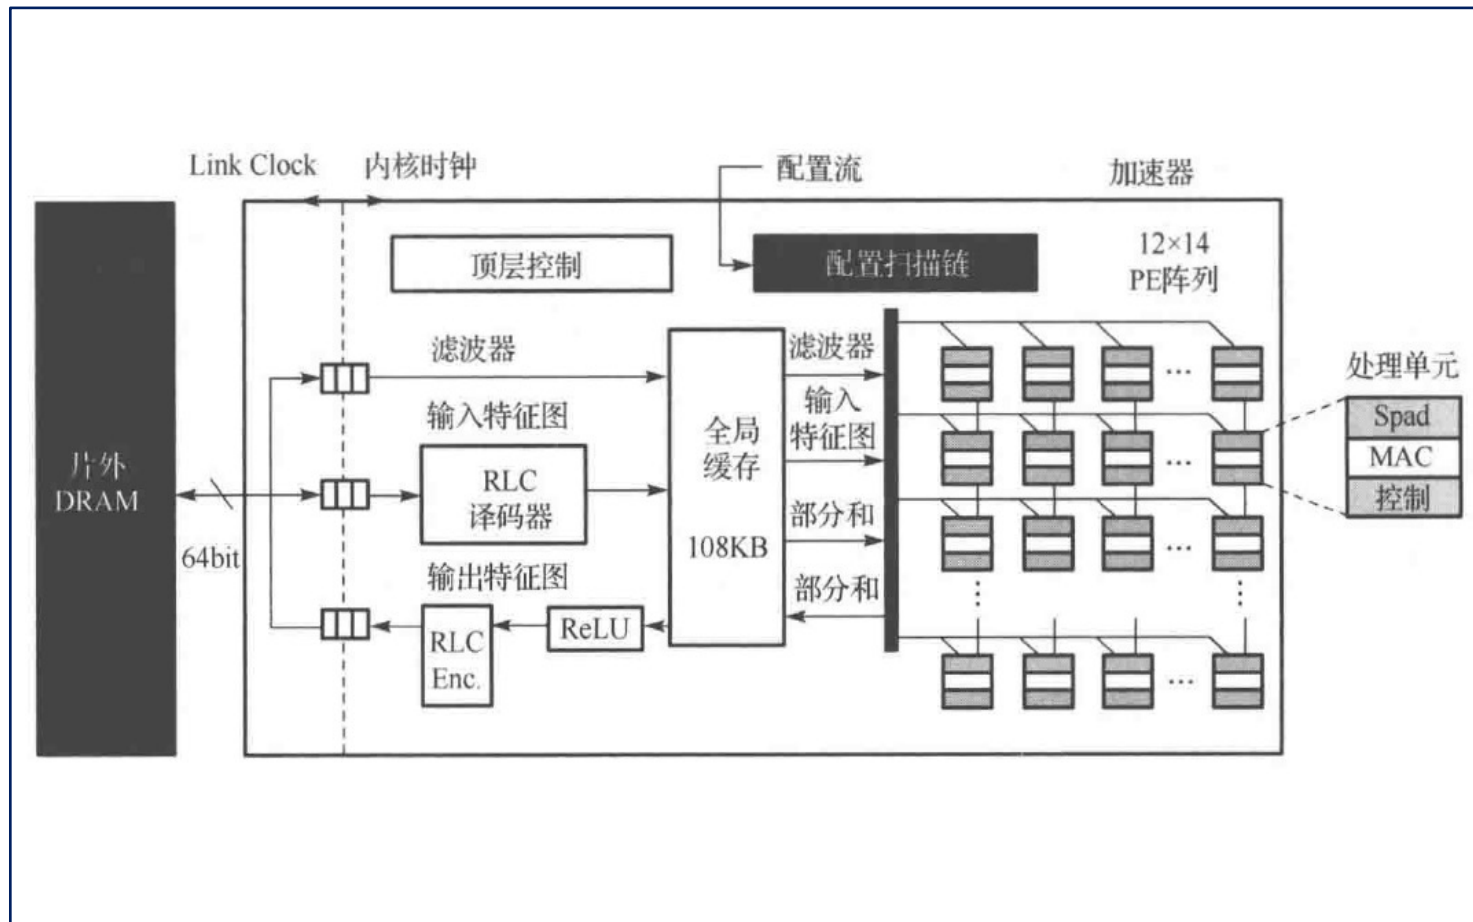 Link Clock
内核时钟
配置流
加速器
顶层控制
配置扫描链
12×14
PE阵列
片外
DRAM
64bit
滤波器
输入特征图
RLC
译码器
输出特征图
RLC
Enc.
ReLU
全局
缓存
108KB
滤波器
输入
特征图
部分和
部分和
处理单元
Spad
MAC
控制